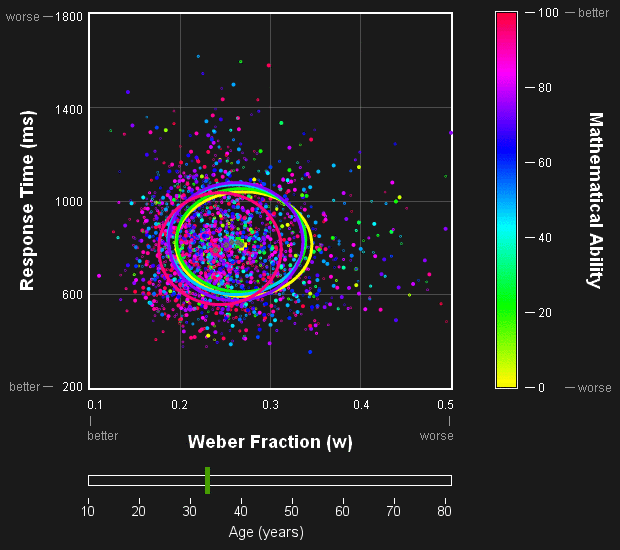 worse
1800
1400
1000
600
better
200
Response Time (ms)
0.1
0.2
0.3
0.4
0.5
better
worse
Weber Fraction (w)
10
20
30
40
50
60
70
80
Age (years)
100
better
80
60
40
20
0
worse
Mathematical Ability